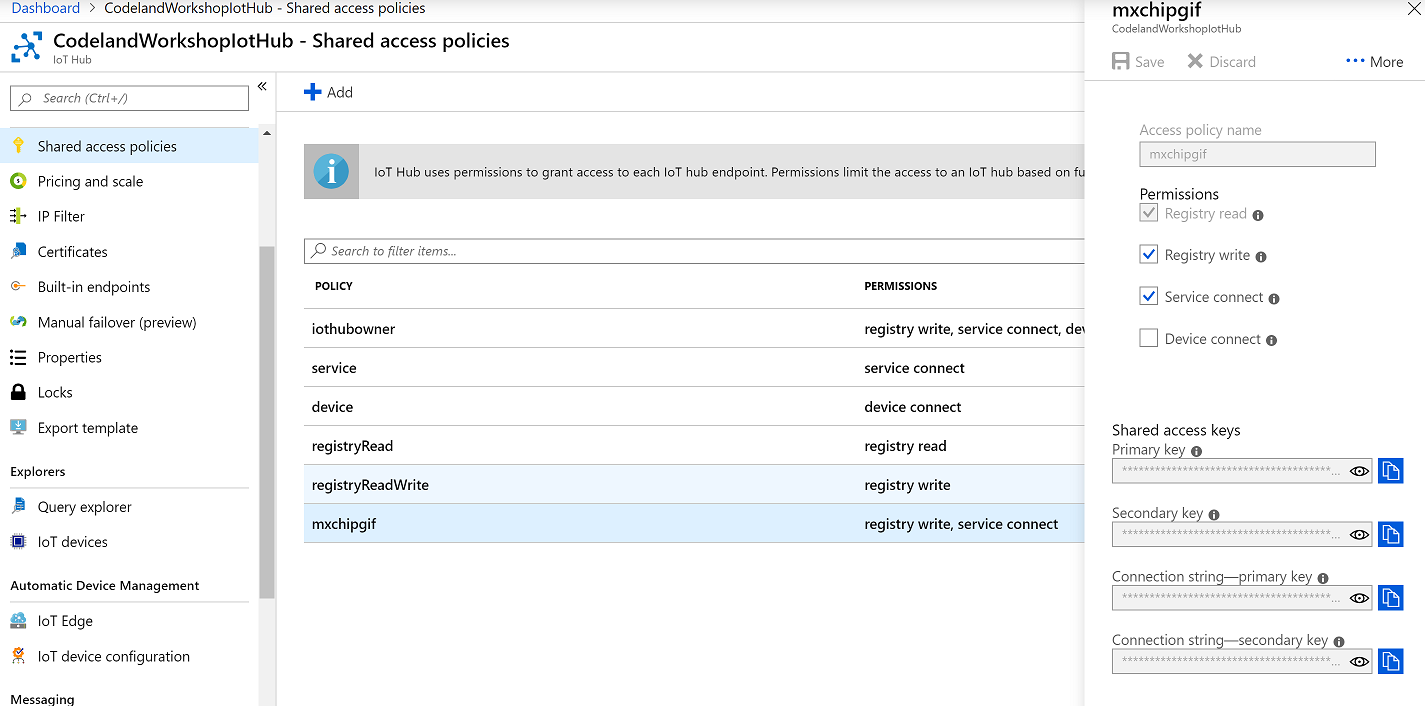 Dashboard > CodelandWorkshopIotHub - Shared access policies
CodelandWorkshopIotHub - Shared access policies
IoT Hub
Search (Ctrl+/)
Shared access policies
Pricing and scale
IP Filter
Certificates
Built-in endpoints
Manual failover (preview)
Properties
Locks
Export template
Explorers
Query explorer
IoT devices
Automatic Device Management
IoT Edge
IoT device configuration
Messaging
Add
IoT Hub uses permissions to grant access to each IoT hub endpoint. Permissions limit the access to an IoT hub based on fu
Search to filter items...
POLICY PERMISSIONS
iothubowner registry write, service connect, dev
service service connect
device device connect
registryRead registry read
registryReadWrite registry write
mxchipgif registry write, service connect
mxchipgif
CodelandWorkshopIotHub
Save Discard ··· More
Access policy name
mxchipgif
Permissions
Registry read
Registry write
Service connect
Device connect
Shared access keys
Primary key
**************************************...
Secondary key
**************************************...
Connection string—primary key
**************************************...
Connection string—secondary key
**************************************...